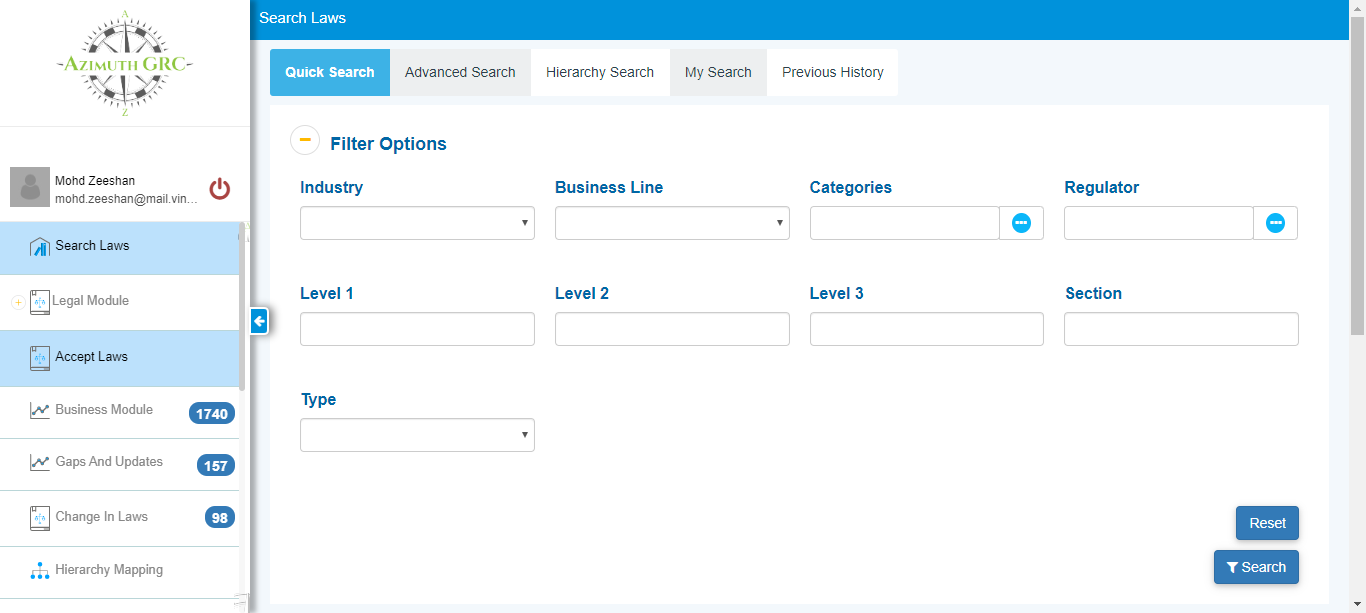 A
AZIMUTH GRC
Z
Mohd Zeeshan
mohd.zeeshan@mail.vin...
Search Laws
Legal Module
Accept Laws
Business Module 1740
Gaps And Updates 157
Change In Laws 98
Hierarchy Mapping
Search Laws
Quick Search Advanced Search Hierarchy Search My Search Previous History
Filter Options
Industry Business Line Categories Regulator
Level 1 Level 2 Level 3 Section
Type
Reset
Search